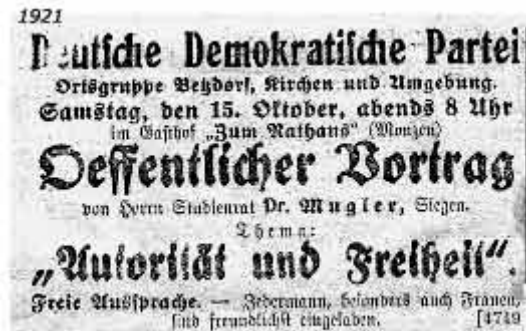 1921
Deutsche Demokratische Partei
Ortsgruppe Betzdorf, Kirchen und Umgebung.
Samstag, den 15. Oktober, abends 8 Uhr
im Gasthof „Zum Rathaus“ (Monzen)
Oeffentlicher Vortrag
von Herrn Studienrat Dr. Mugler, Siegen.
Thema:
„Autorität und Freiheit“.
Freie Aussprache. — Jedermann, besonders auch Frauen,
sind freundlichst eingeladen. [4749